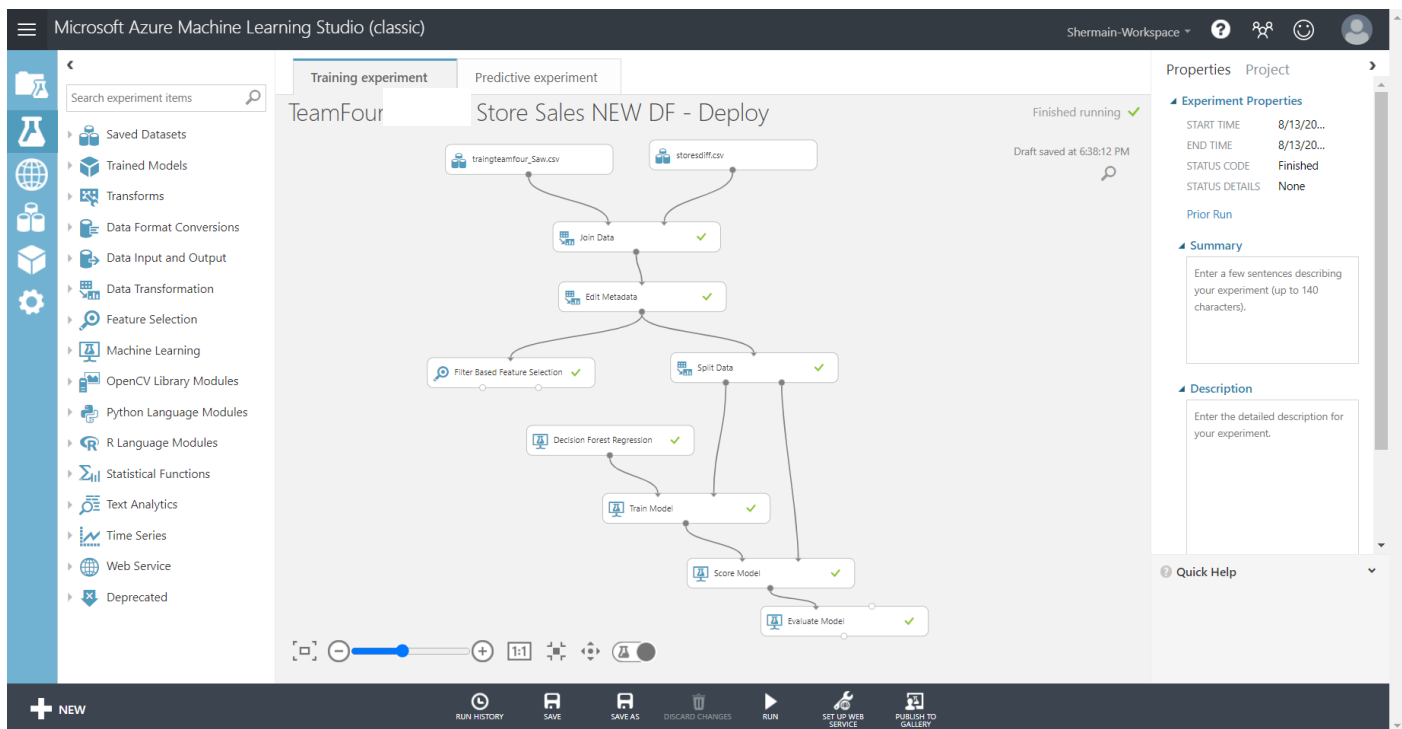 Microsoft Azure Machine Learning Studio (classic)
Shermain-Workspace
?
Search experiment items
Saved Datasets
Trained Models
Transforms
Data Format Conversions
Data Input and Output
Data Transformation
Feature Selection
Machine Learning
OpenCV Library Modules
Python Language Modules
R Language Modules
Statistical Functions
Text Analytics
Time Series
Web Service
Deprecated
Training experiment
Predictive experiment
TeamFour Store Sales NEW DF - Deploy
Finished running
Draft saved at 6:38:12 PM
traingteamfour_Saw.csv
storesdiff.csv
Join Data
Edit Metadata
Filter Based Feature Selection
Split Data
Decision Forest Regression
Train Model
Score Model
Evaluate Model
1:1
Properties Project
Experiment Properties
START TIME 8/13/20...
END TIME 8/13/20...
STATUS CODE Finished
STATUS DETAILS None
Prior Run
Summary
Enter a few sentences describing
your experiment (up to 140
characters).
Description
Enter the detailed description for
your experiment.
Quick Help
NEW
RUN HISTORY
SAVE
SAVE AS
DISCARD CHANGES
RUN
SET UP WEB
SERVICE
PUBLISH TO
GALLERY